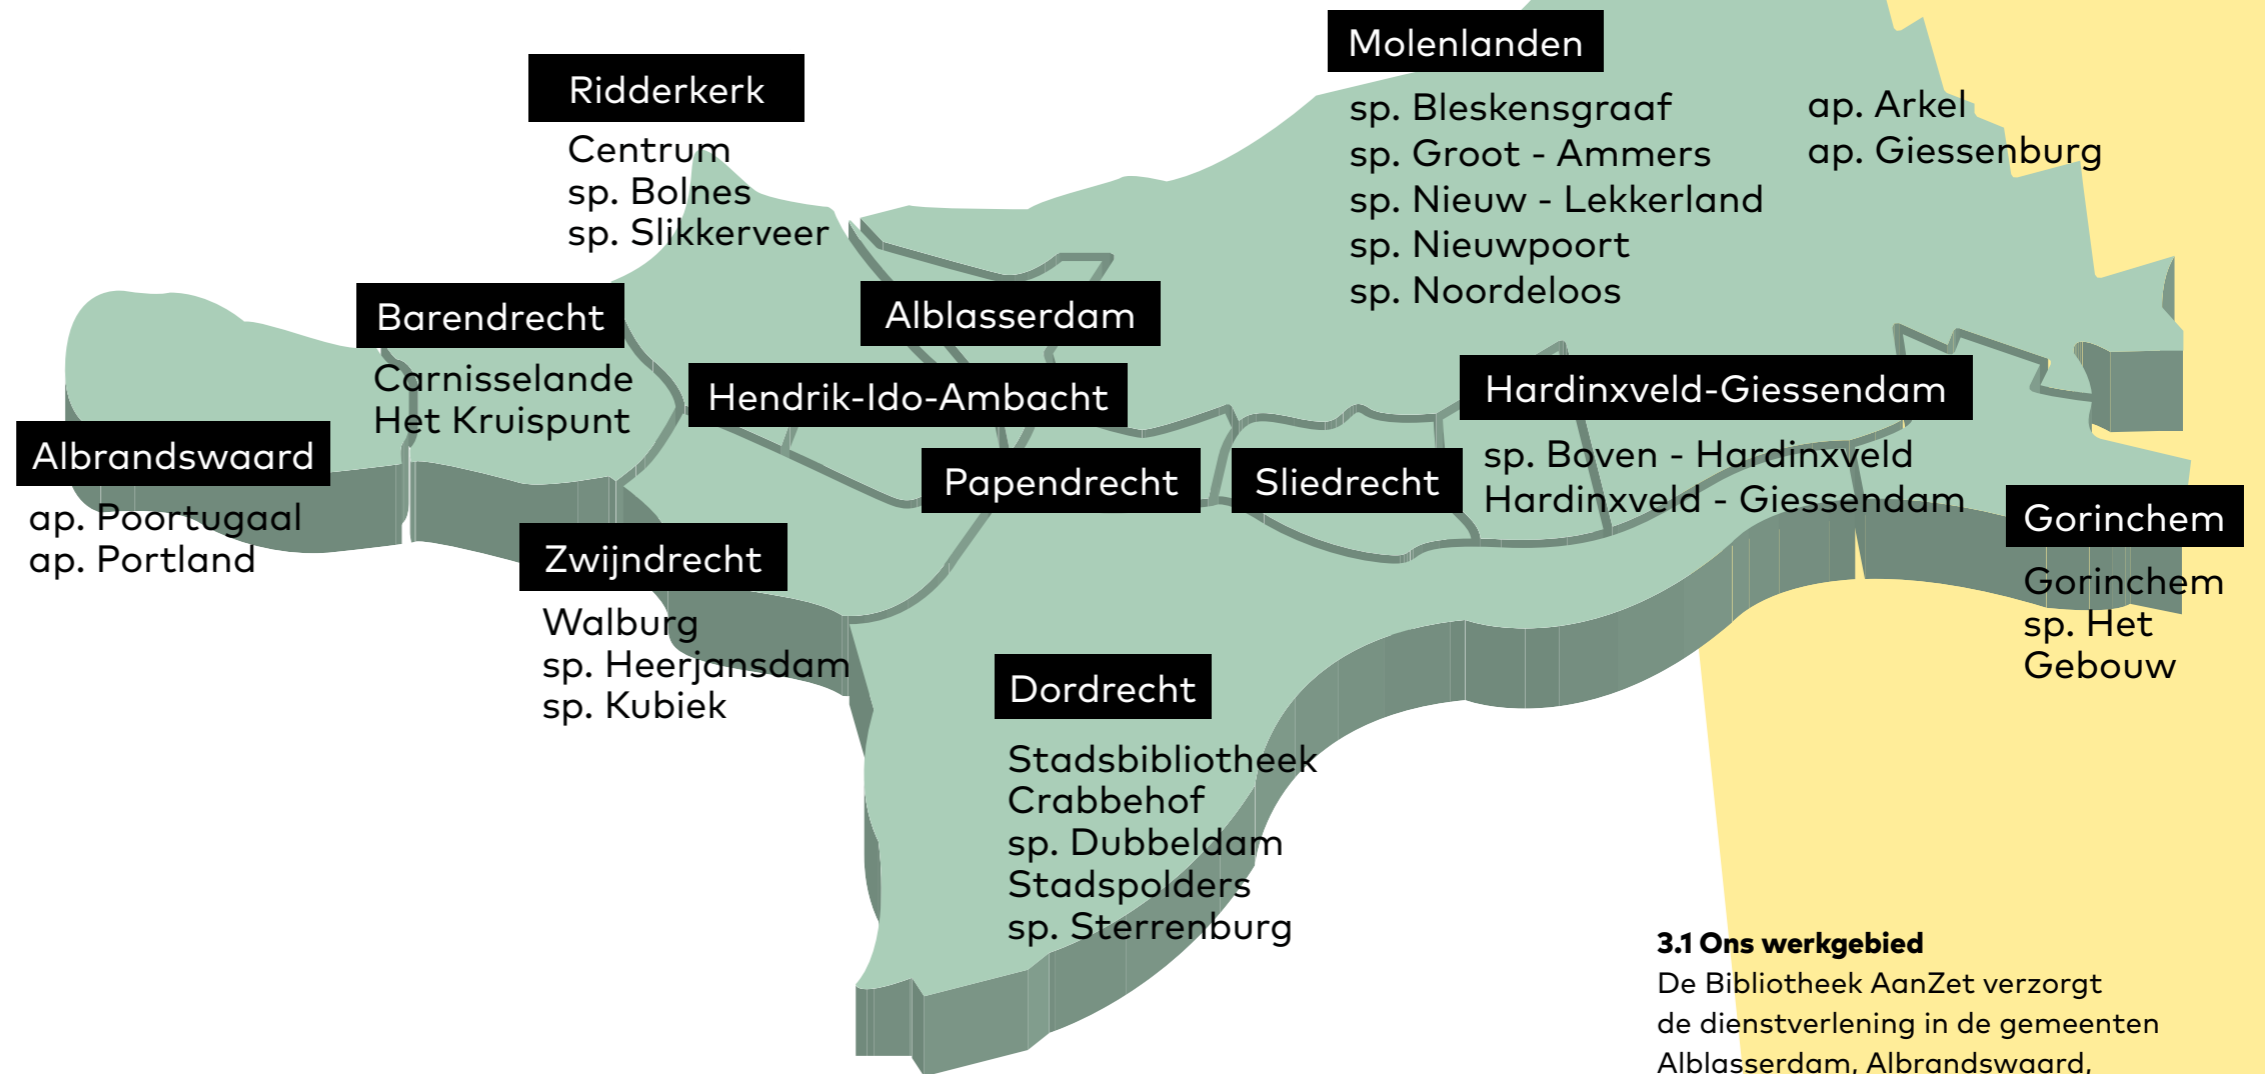 Molenlanden
sp. Bleskensgraaf
sp. Groot - Ammers
sp. Nieuw - Lekkerland
sp. Nieuwpoort
sp. Noordeloos
ap. Arkel
ap. Giessenburg
Ridderkerk
Centrum
sp. Bolnes
sp. Slikkerveer
Barendrecht
Carnisselande
Het Kruispunt
Alblasserdam
Hendrik-Ido-Ambacht
Hardinxveld-Giessendam
sp. Boven - Hardinxveld
Hardinxveld - Giessendam
Albrandswaard
ap. Poortugaal
ap. Portland
Papendrecht
Sliedrecht
Gorinchem
Gorinchem
sp. Het
Gebouw
Zwijndrecht
Walburg
sp. Heerjansdam
sp. Kubiek
Dordrecht
Stadsbibliotheek
Crabbehof
sp. Dubbeldam
Stadspolders
sp. Sterrenburg
3.1 Ons werkgebied
De Bibliotheek AanZet verzorgt
de dienstverlening in de gemeenten
Alblasserdam, Albrandswaard,